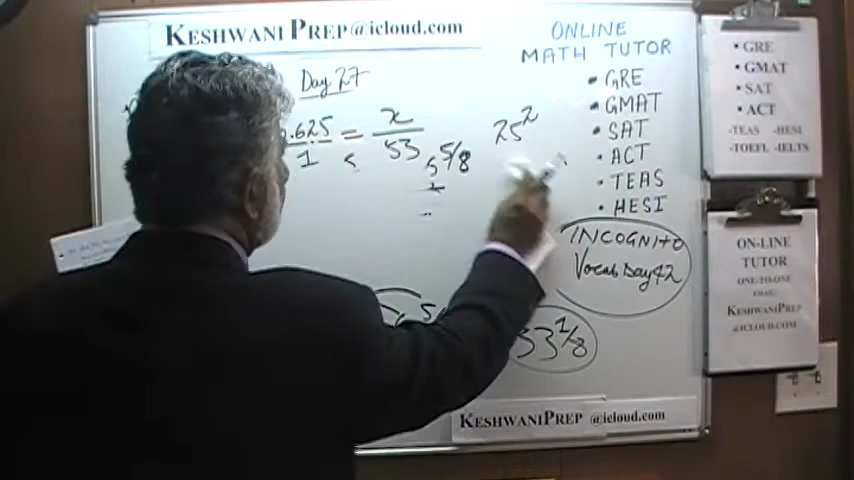 KESHWANI PREP@icloud.com
Day 27
.625 = x
1 53
5 5/8
25²
33 1/8
ONLINE
MATH TUTOR
• GRE
• GMAT
• SAT
• ACT
• TEAS
• HESI
INCOGNITO
Vocab Day 42
• GRE
• GMAT
• SAT
• ACT
-TEAS -HESI
-TOEFL -IELTS
ON-LINE
TUTOR
ONE-TO-ONE
EMAIL:
KESHWANIPREP
@ICLOUD.COM
KESHWANIPREP @icloud.com